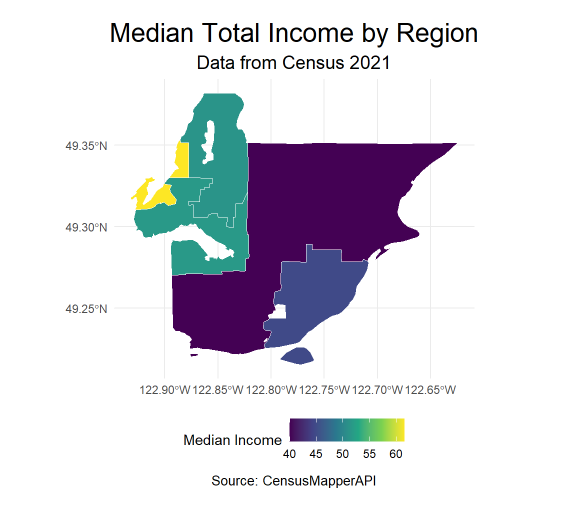 Median Total Income by Region
Data from Census 2021
49.35°N
49.30°N
49.25°N
122.90°W 122.85°W 122.80°W 122.75°W 122.70°W 122.65°W
Median Income
40 45 50 55 60
Source: CensusMapperAPI